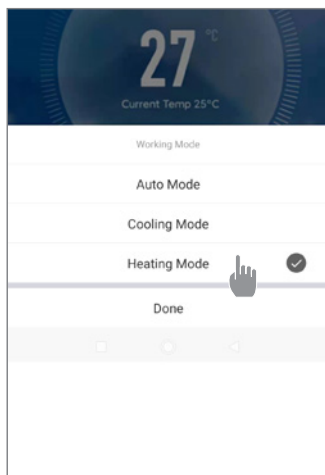 27 °C
Current Temp 25°C
Working Mode
Auto Mode
Cooling Mode
Heating Mode
Done